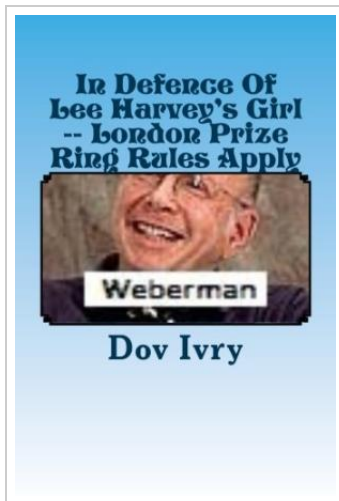 In Defence Of
Lee Harvey's Girl
-- London Prize
Ring Rules Apply
Weberman
Dov Ivry